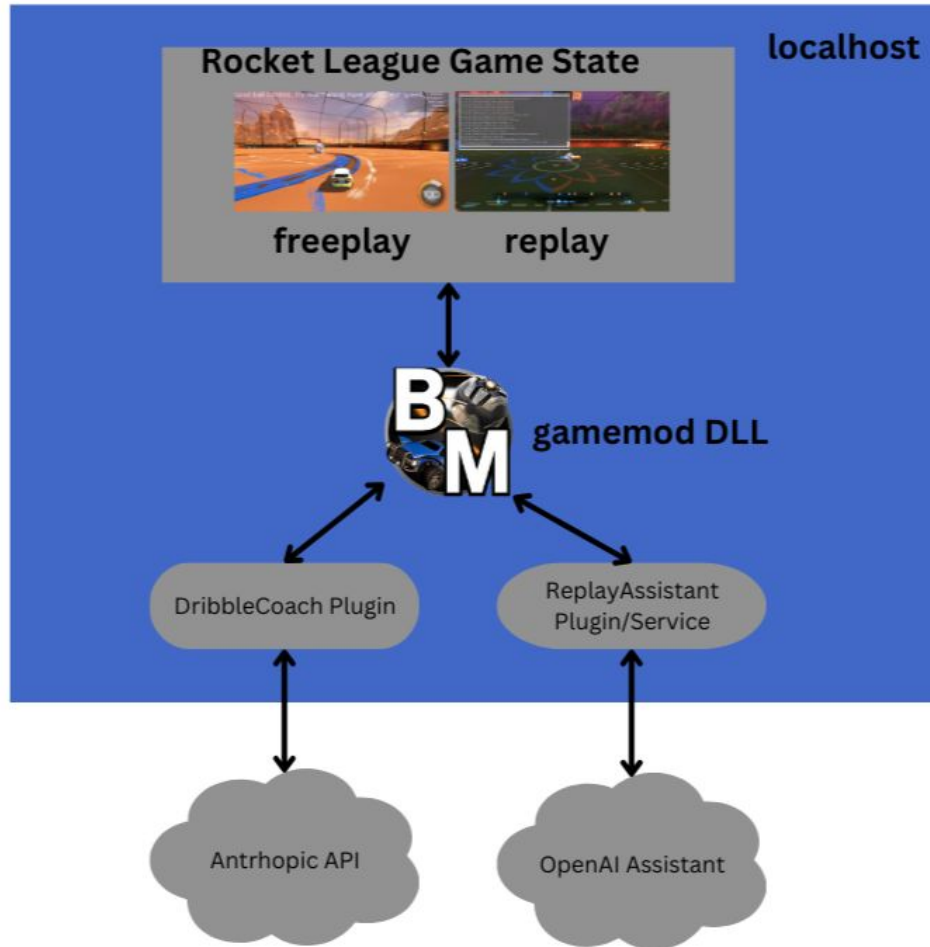 localhost
Rocket League Game State
freeplay
replay
B
M
gamemod DLL
DribbleCoach Plugin
ReplayAssistant
Plugin/Service
Antrhopic API
OpenAI Assistant